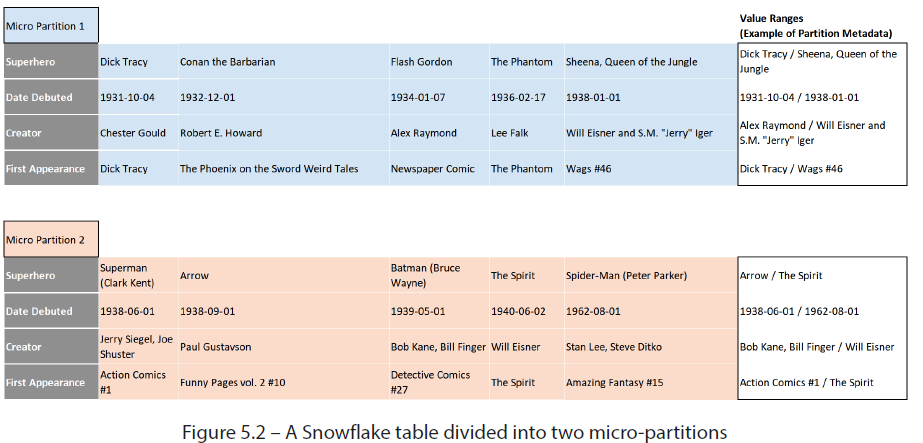 Value Ranges
(Example of Partition Metadata)
Micro Partition 1
Superhero Dick Tracy Conan the Barbarian Flash Gordon The Phantom Sheena, Queen of the Jungle Dick Tracy / Sheena, Queen of the
Jungle
Date Debuted 1931-10-04 1932-12-01 1934-01-07 1936-02-17 1938-01-01 1931-10-04 / 1938-01-01
Creator Chester Gould Robert E. Howard Alex Raymond Lee Falk Will Eisner and S.M. "Jerry" Iger Alex Raymond / Will Eisner and
S.M. "Jerry" Iger
First Appearance Dick Tracy The Phoenix on the Sword Weird Tales Newspaper Comic The Phantom Wags #46 Dick Tracy / Wags #46
Micro Partition 2
Superhero Superman
(Clark Kent) Arrow Batman (Bruce
Wayne) The Spirit Spider-Man (Peter Parker) Arrow / The Spirit
Date Debuted 1938-06-01 1938-09-01 1939-05-01 1940-06-02 1962-08-01 1938-06-01 / 1962-08-01
Creator Jerry Siegel, Joe
Shuster Paul Gustavson Bob Kane, Bill Finger Will Eisner Stan Lee, Steve Ditko Bob Kane, Bill Finger / Will Eisner
First Appearance Action Comics
#1 Funny Pages vol. 2 #10 Detective Comics
#27 The Spirit Amazing Fantasy #15 Action Comics #1 / The Spirit
Figure 5.2 – A Snowflake table divided into two micro-partitions